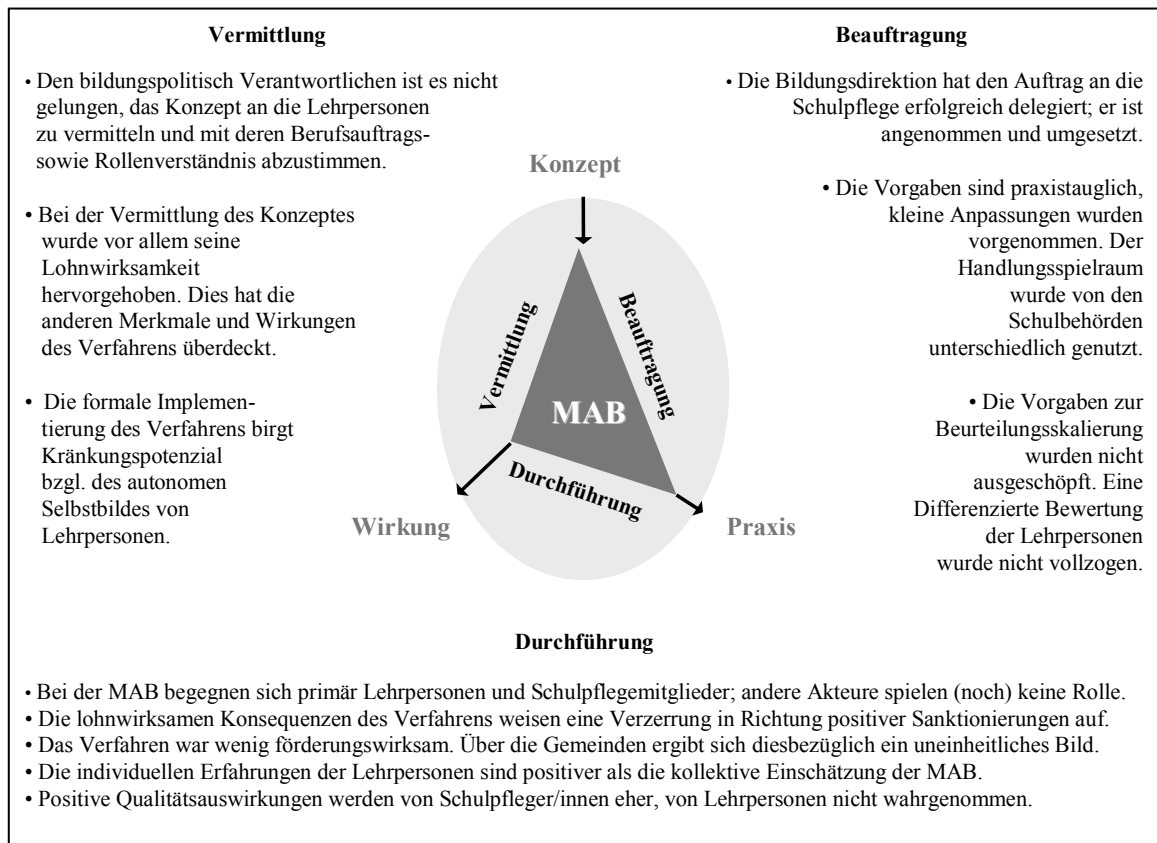 Vermittlung
• Den bildungspolitisch Verantwortlichen ist es nicht
gelungen, das Konzept an die Lehrpersonen
zu vermitteln und mit deren Berufsauftrags-
sowie Rollenverständnis abzustimmen.
• Bei der Vermittlung des Konzeptes
wurde vor allem seine
Lohnwirksamkeit
hervorgehoben. Dies hat die
anderen Merkmale und Wirkungen
des Verfahrens überdeckt.
• Die formale Implemen-
tierung des Verfahrens birgt
Kränkungspotenzial
bzgl. des autonomen
Selbstbildes von
Lehrpersonen.
Konzept
Vermittlung
Beauftragung
MAB
Durchführung
Wirkung
Praxis
Beauftragung
• Die Bildungsdirektion hat den Auftrag an die
Schulpflege erfolgreich delegiert; er ist
angenommen und umgesetzt.
• Die Vorgaben sind praxistauglich,
kleine Anpassungen wurden
vorgenommen. Der
Handlungsspielraum
wurde von den
Schulbehörden
unterschiedlich genutzt.
• Die Vorgaben zur
Beurteilungsskalierung
wurden nicht
ausgeschöpft. Eine
Differenzierte Bewertung
der Lehrpersonen
wurde nicht vollzogen.
Durchführung
• Bei der MAB begegnen sich primär Lehrpersonen und Schulpflegemitglieder; andere Akteure spielen (noch) keine Rolle.
• Die lohnwirksamen Konsequenzen des Verfahrens weisen eine Verzerrung in Richtung positiver Sanktionierungen auf.
• Das Verfahren war wenig förderungswirksam. Über die Gemeinden ergibt sich diesbezüglich ein uneinheitliches Bild.
• Die individuellen Erfahrungen der Lehrpersonen sind positiver als die kollektive Einschätzung der MAB.
• Positive Qualitätsauswirkungen werden von Schulpfleger/innen eher, von Lehrpersonen nicht wahrgenommen.